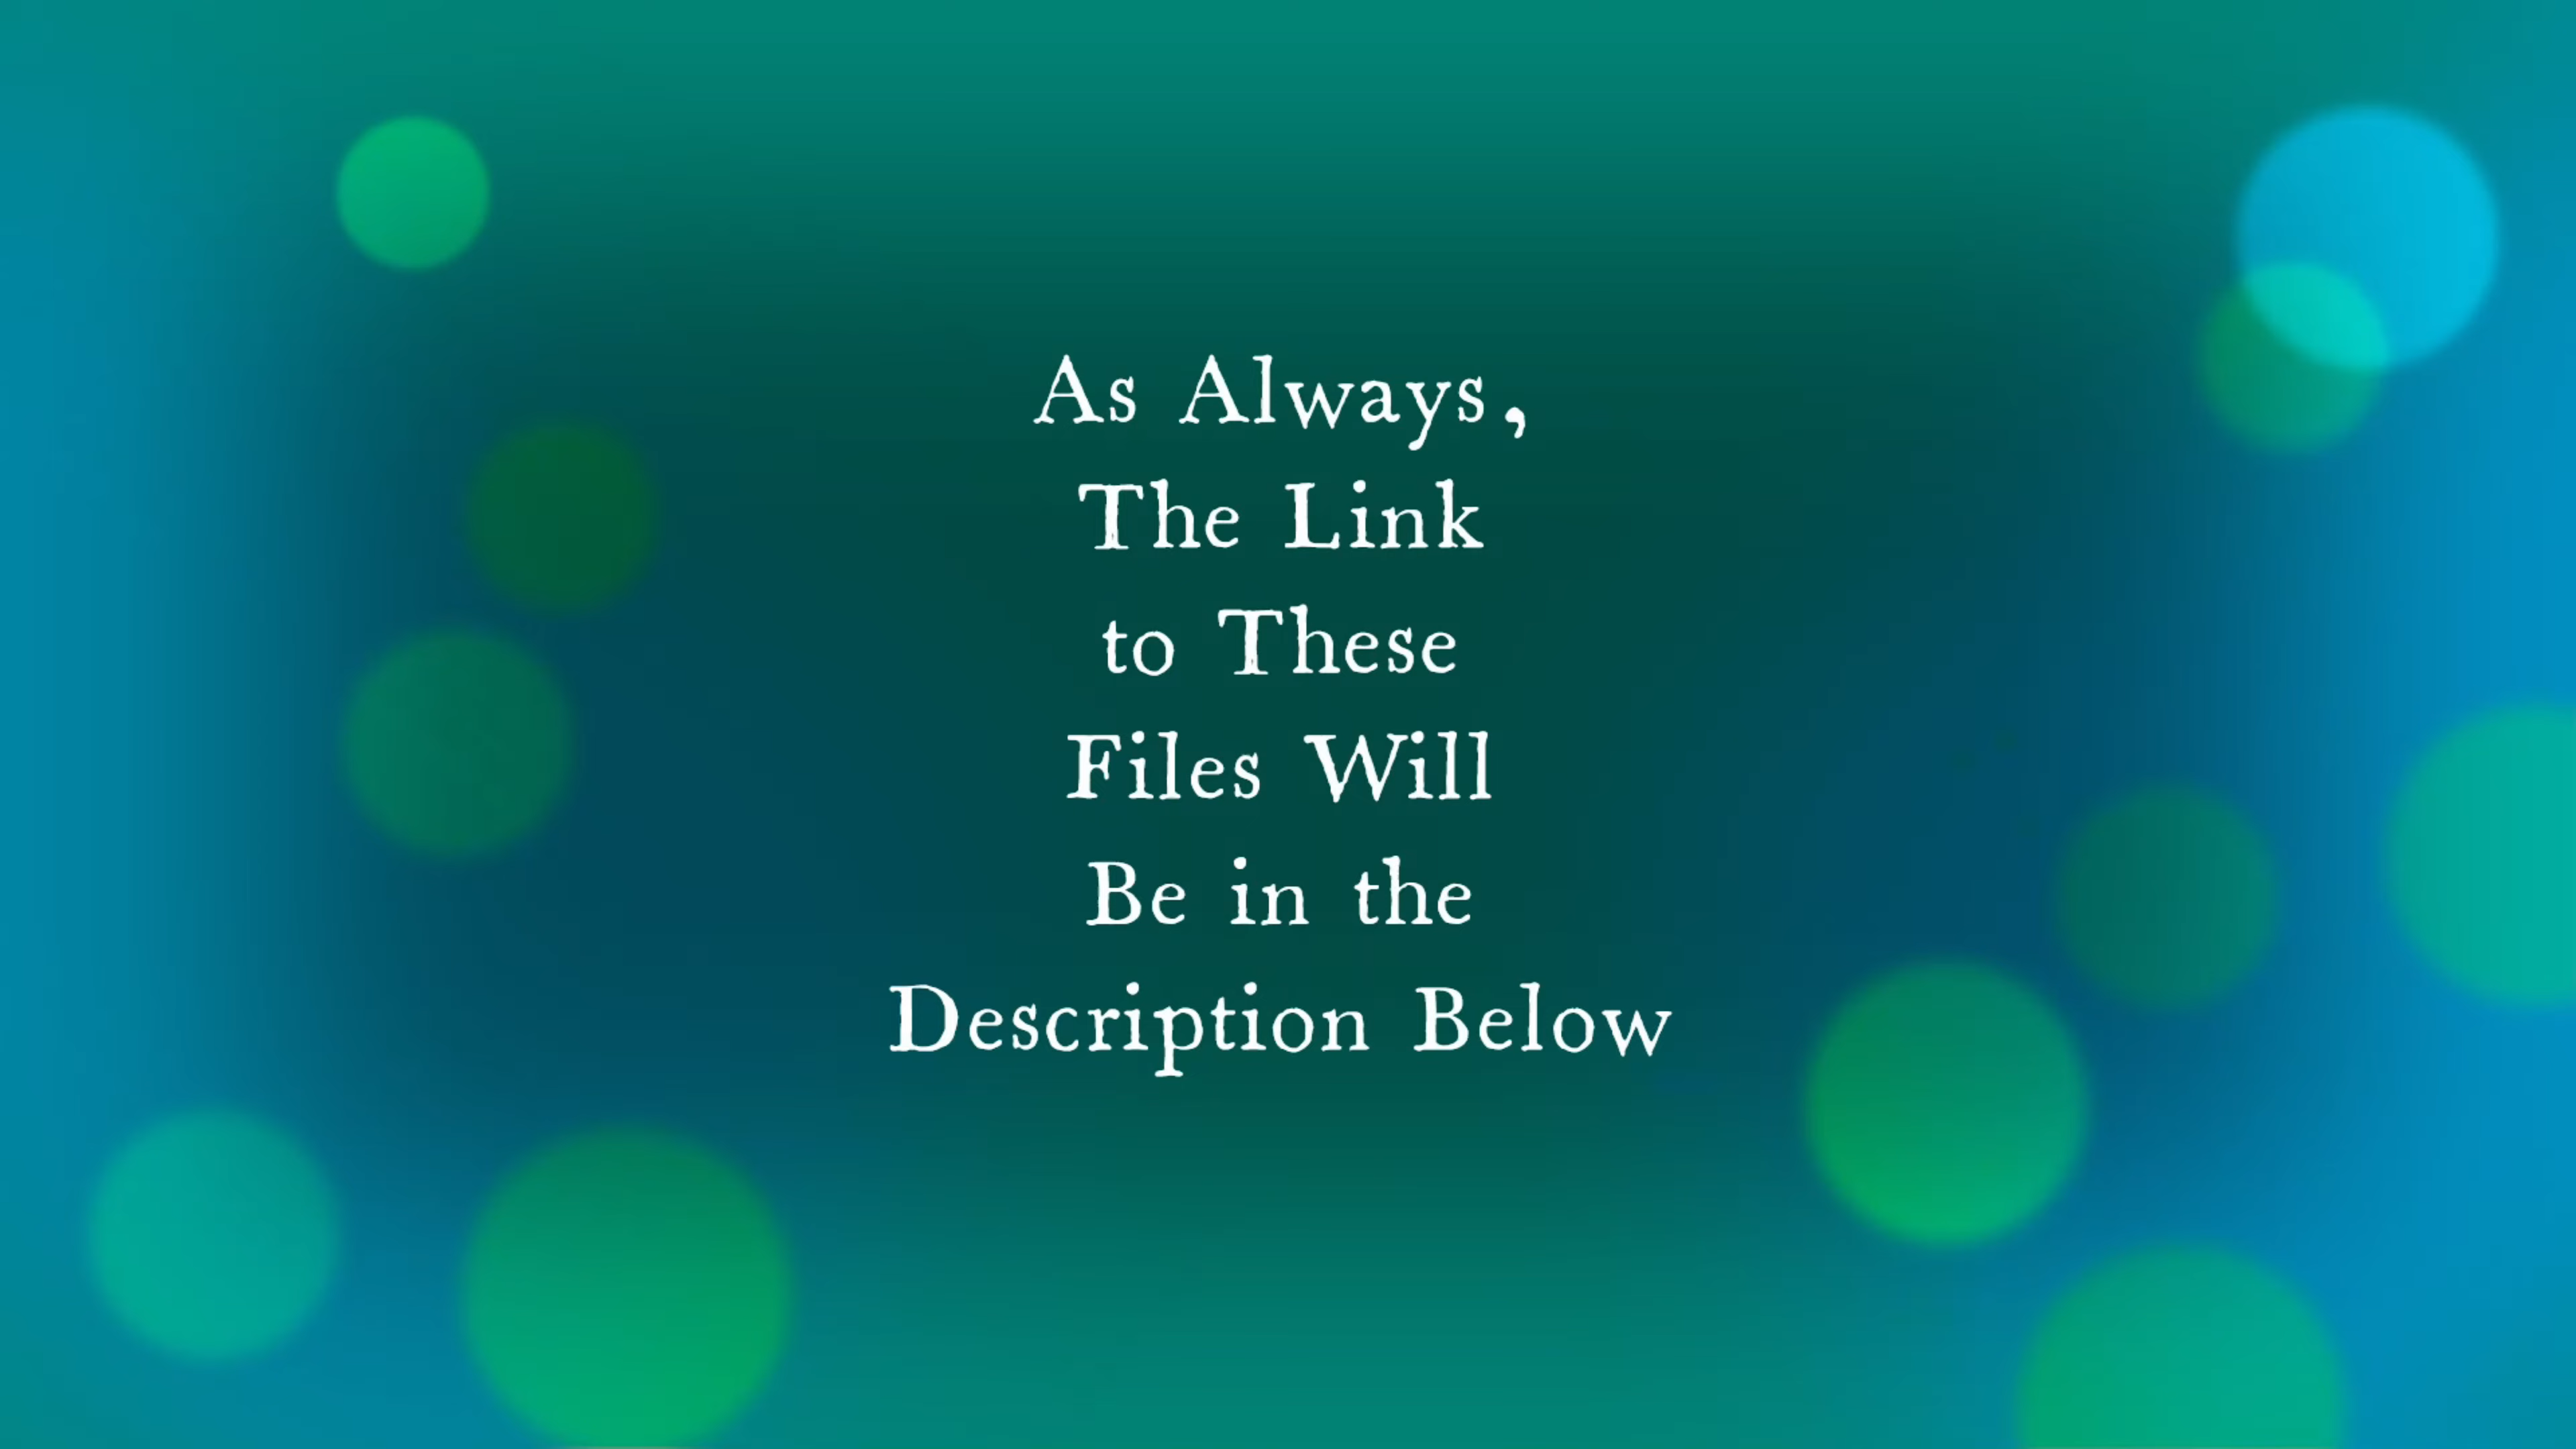 As Always,
The Link
to These
Files Will
Be in the
Description Below